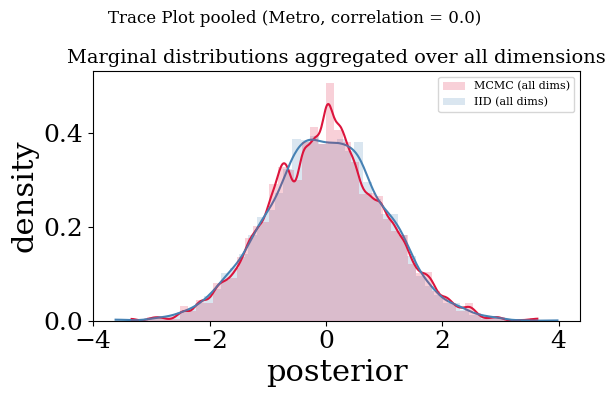 Trace Plot pooled (Metro, correlation = 0.0)
Marginal distributions aggregated over all dimensions
MCMC (all dims)
IID (all dims)
density
0.4
0.2
0.0
−4
−2
0
2
4
posterior